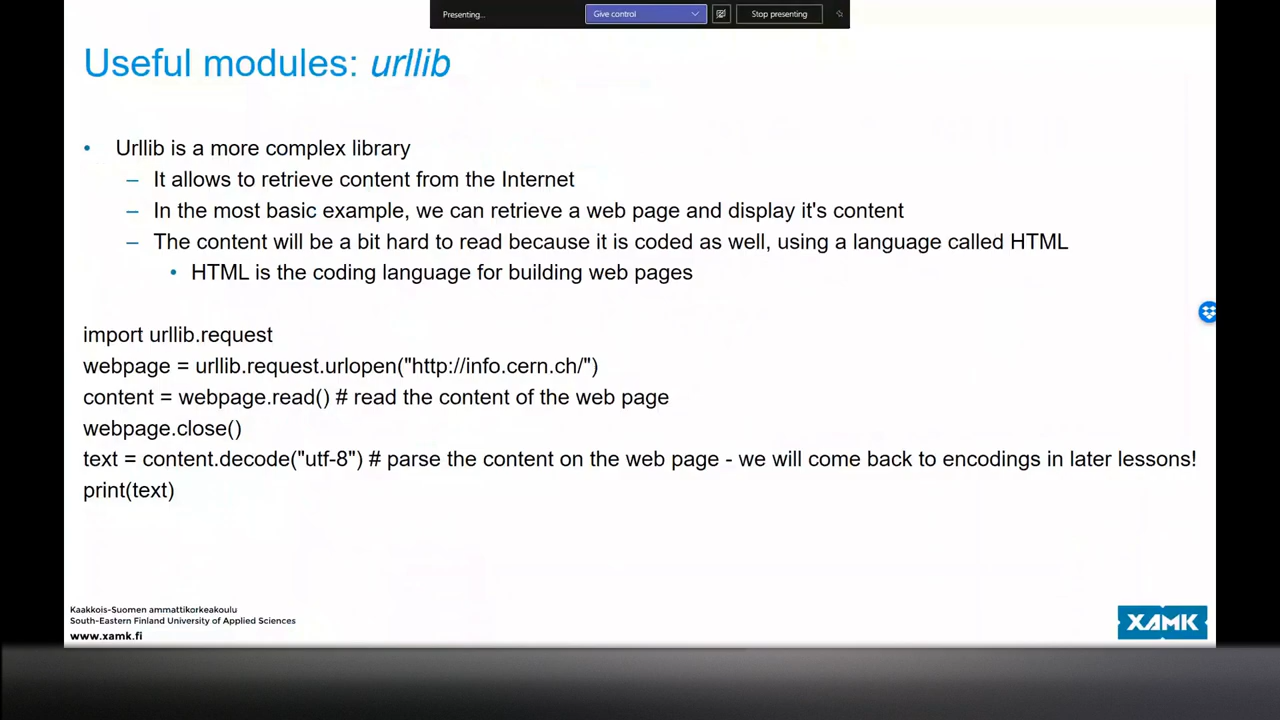 Presenting...
Give control
Stop presenting
Useful modules: urllib
• Urllib is a more complex library
– It allows to retrieve content from the Internet
– In the most basic example, we can retrieve a web page and display it's content
– The content will be a bit hard to read because it is coded as well, using a language called HTML
• HTML is the coding language for building web pages
import urllib.request
webpage = urllib.request.urlopen("http://info.cern.ch/")
content = webpage.read() # read the content of the web page
webpage.close()
text = content.decode("utf-8") # parse the content on the web page - we will come back to encodings in later lessons!
print(text)
Kaakkois-Suomen ammattikorkeakoulu
South-Eastern Finland University of Applied Sciences
www.xamk.fi
XAMK